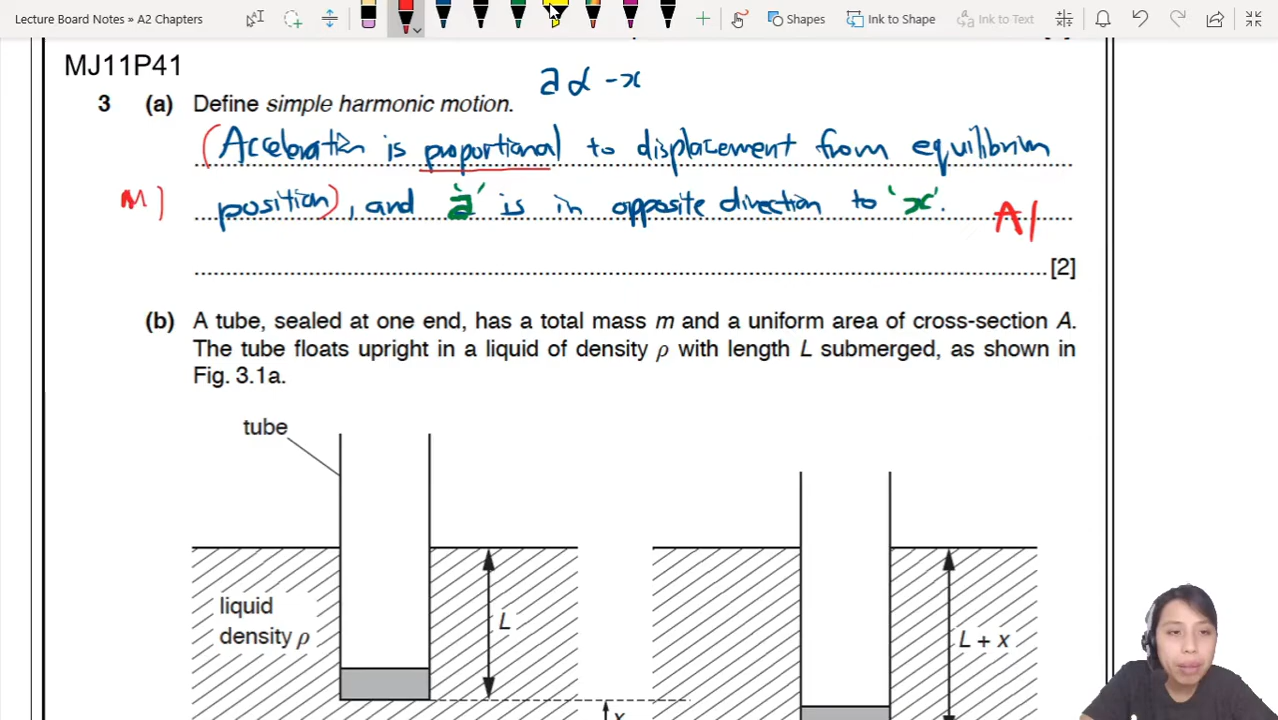 Lecture Board Notes » A2 Chapters
Shapes
Ink to Shape
Ink to Text
MJ11P41
a α -x
3 (a) Define simple harmonic motion.
(Acceleration is proportional to displacement from equilibrium
M1 position), and 'a' is in opposite direction to 'x'. A1
[2]
(b) A tube, sealed at one end, has a total mass m and a uniform area of cross-section A.
The tube floats upright in a liquid of density ρ with length L submerged, as shown in
Fig. 3.1a.
tube
liquid
density ρ
L
L + x
x